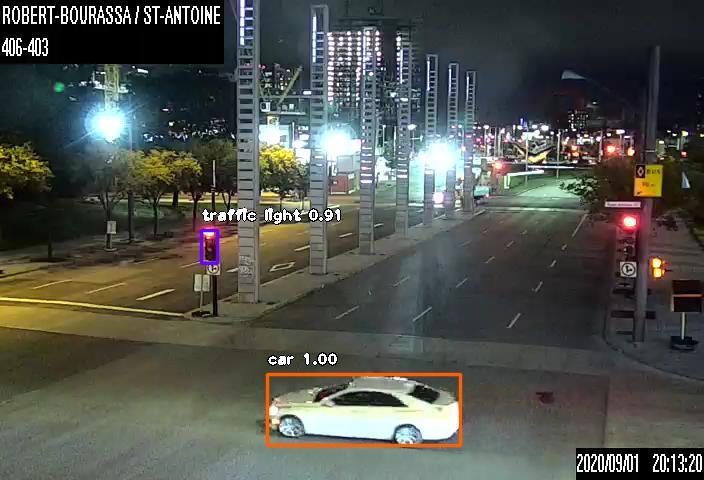 ROBERT-BOURASSA / ST-ANTOINE
406-403
traffic light 0.91
BUS
car 1.00
2020/09/01 20:13:20